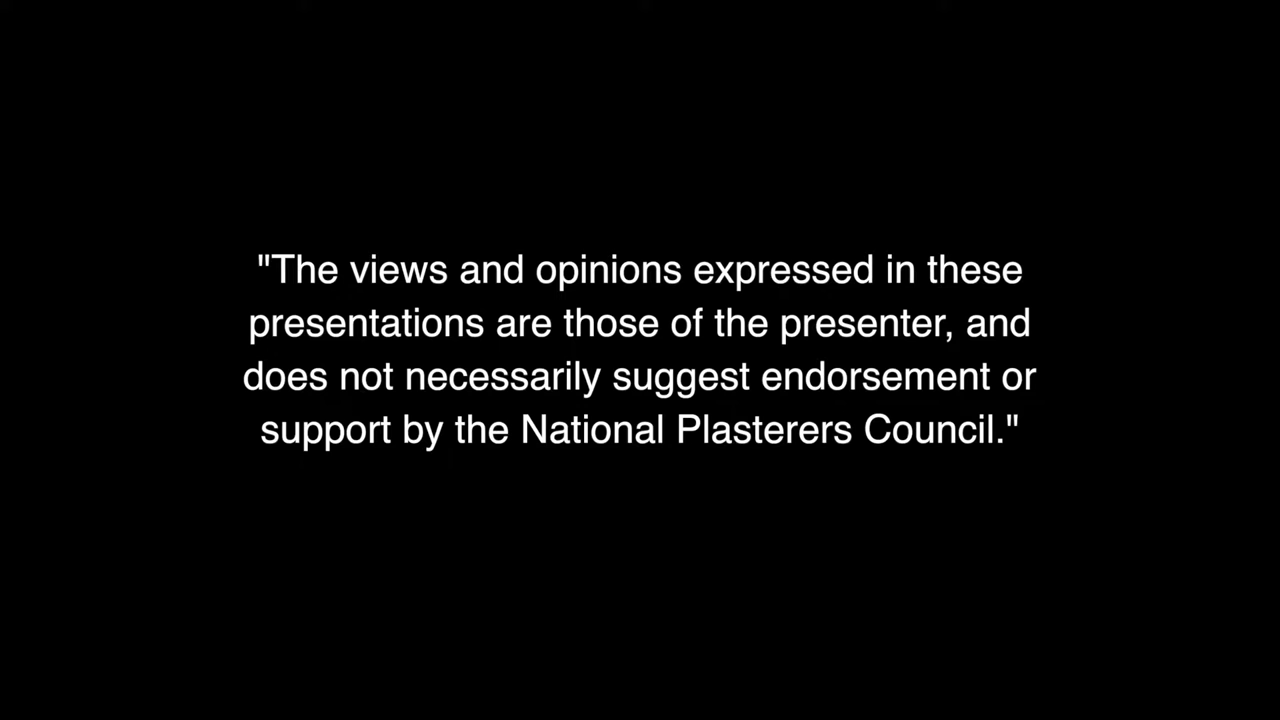 "The views and opinions expressed in these
presentations are those of the presenter, and
does not necessarily suggest endorsement or
support by the National Plasterers Council."